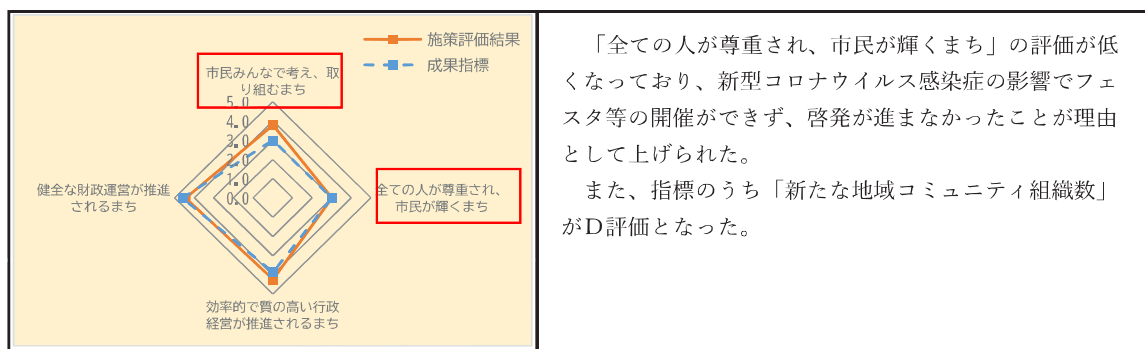 施策評価結果
成果指標
市民みんなで考え、取
り組むまち
5.0
4.0
3.0
2.0
1.0
0.0
健全な財政運営が推進
されるまち
全ての人が尊重され、
市民が輝くまち
効率的で質の高い行政
経営が推進されるまち
「全ての人が尊重され、市民が輝くまち」の評価が低
くなっており、新型コロナウイルス感染症の影響でフェ
スタ等の開催ができず、啓発が進まなかったことが理由
として上げられた。
また、指標のうち「新たな地域コミュニティ組織数」
がD評価となった。